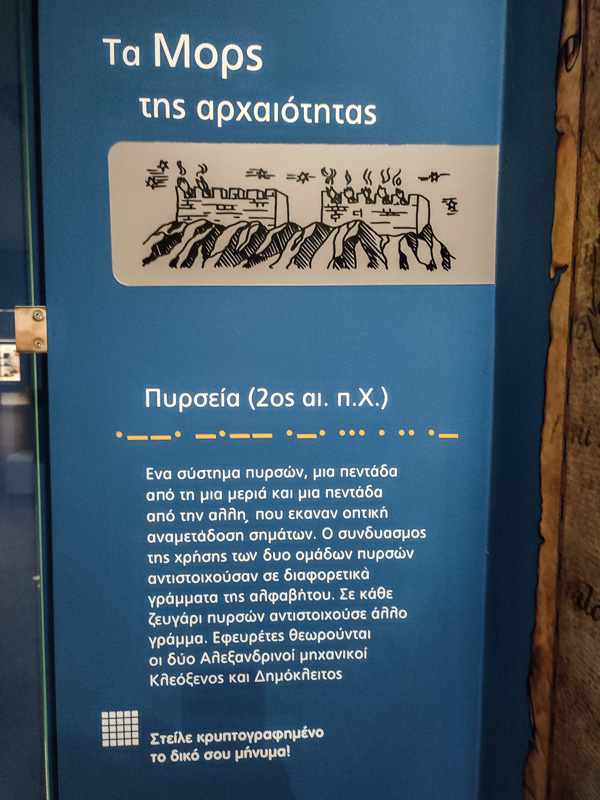 Τα Μορς
της αρχαιότητας
Πυρσεία (2ος αι. π.Χ.)
Ενα σύστημα πυρσών, μια πεντάδα
από τη μια μεριά και μια πεντάδα
από την αλλη, που εκαναν οπτική
αναμετάδοση σημάτων. Ο συνδυασμος
της χρήσης των δυο ομάδων πυρσών
αντιστοιχούσαν σε διαφορετικὰ
γράμματα της αλφαβήτου. Σε κάθε
ζευγάρι πυρσών αντιστοιχούσε άλλο
γράμμα. Εφευρέτες θεωρούνται
οι δύο Αλεξανδρινοί μηχανικοί
Κλεόξενος και Δημόκλειτος
Στείλε κρυπτογραφημένο
το δικό σου μήνυμα!